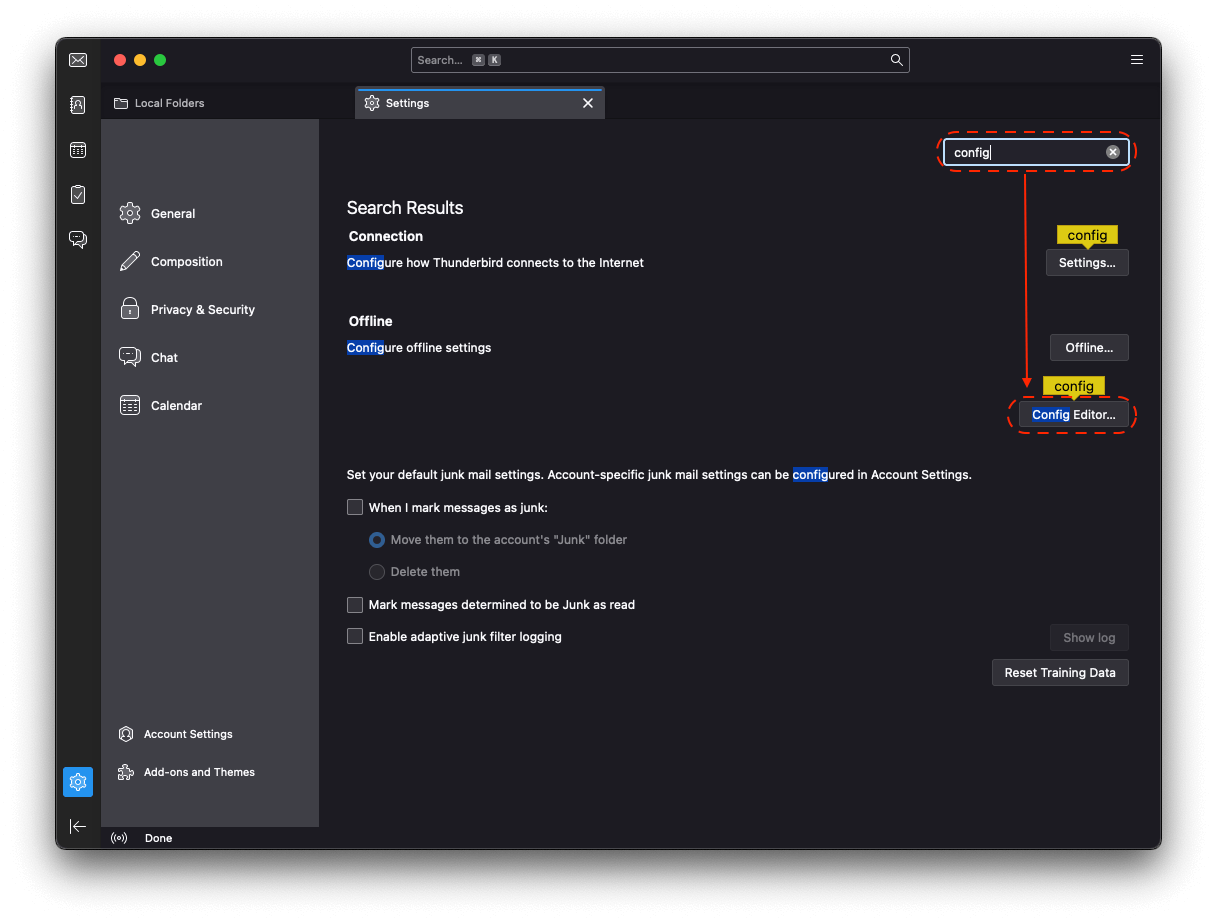 Search... ⌘ K
Local Folders
Settings
config
General
Composition
Privacy & Security
Chat
Calendar
Account Settings
Add-ons and Themes
Search Results
Connection
config
Configure how Thunderbird connects to the Internet
Settings...
Offline
Configure offline settings
Offline...
config
Config Editor...
Set your default junk mail settings. Account-specific junk mail settings can be configured in Account Settings.
When I mark messages as junk:
Move them to the account's "Junk" folder
Delete them
Mark messages determined to be Junk as read
Enable adaptive junk filter logging
Show log
Reset Training Data
Done